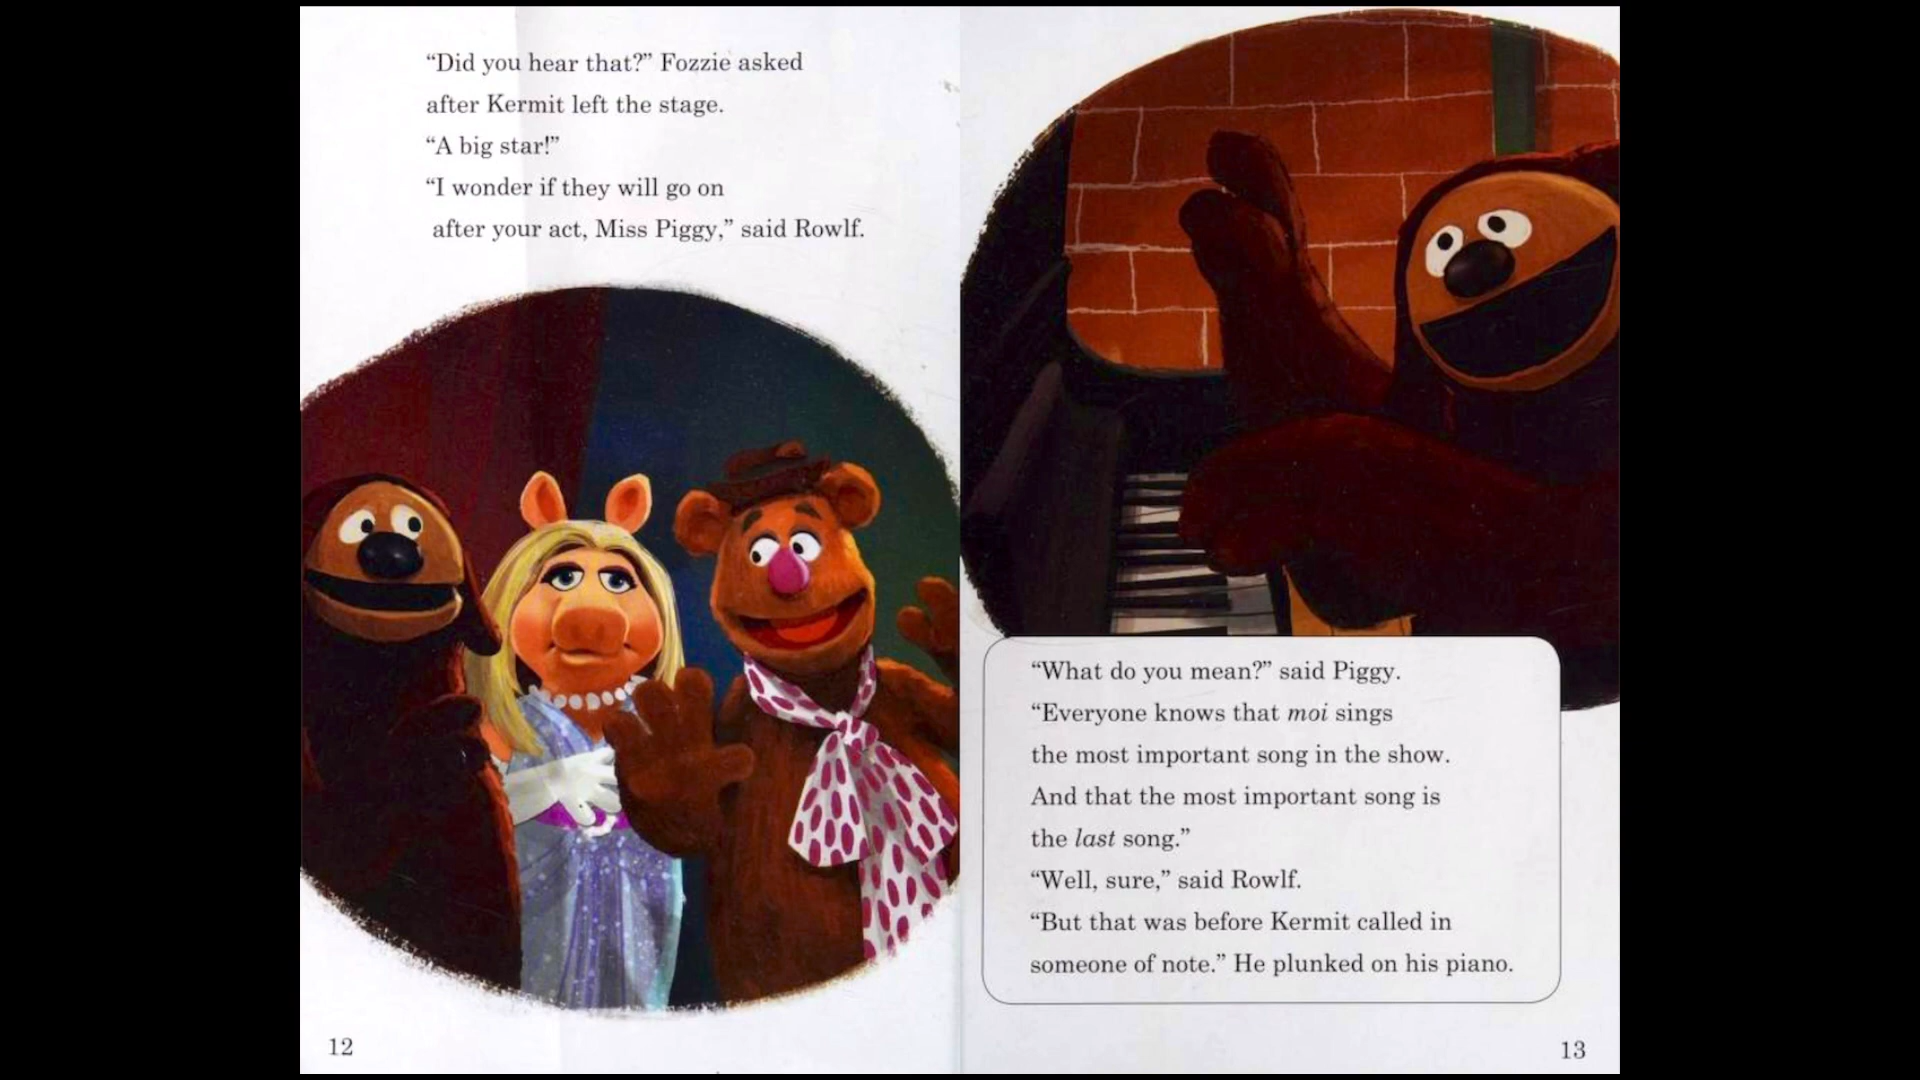 “Did you hear that?” Fozzie asked
after Kermit left the stage.
“A big star!”
“I wonder if they will go on
after your act, Miss Piggy,” said Rowlf.
12
“What do you mean?” said Piggy.
“Everyone knows that moi sings
the most important song in the show.
And that the most important song is
the last song.”
“Well, sure,” said Rowlf.
“But that was before Kermit called in
someone of note.” He plunked on his piano.
13